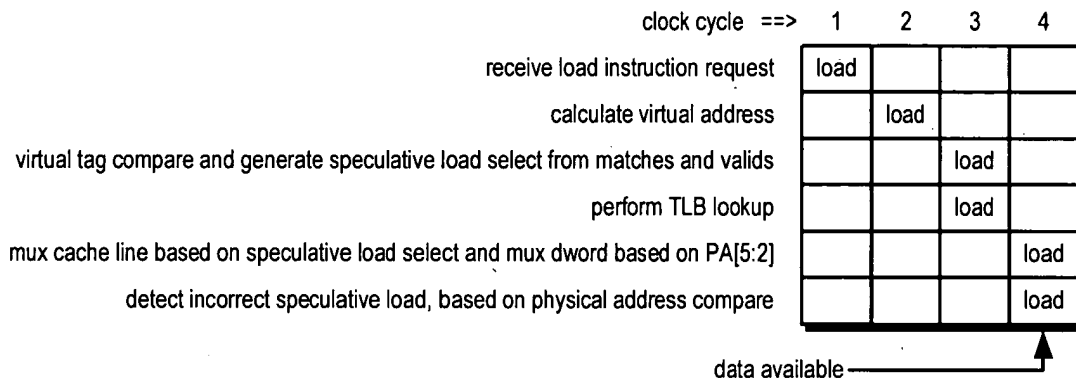 clock cycle ==> 1 2 3 4
receive load instruction request load
calculate virtual address load
virtual tag compare and generate speculative load select from matches and valids load
perform TLB lookup load
mux cache line based on speculative load select and mux dword based on PA[5:2] load
detect incorrect speculative load, based on physical address compare load
data available